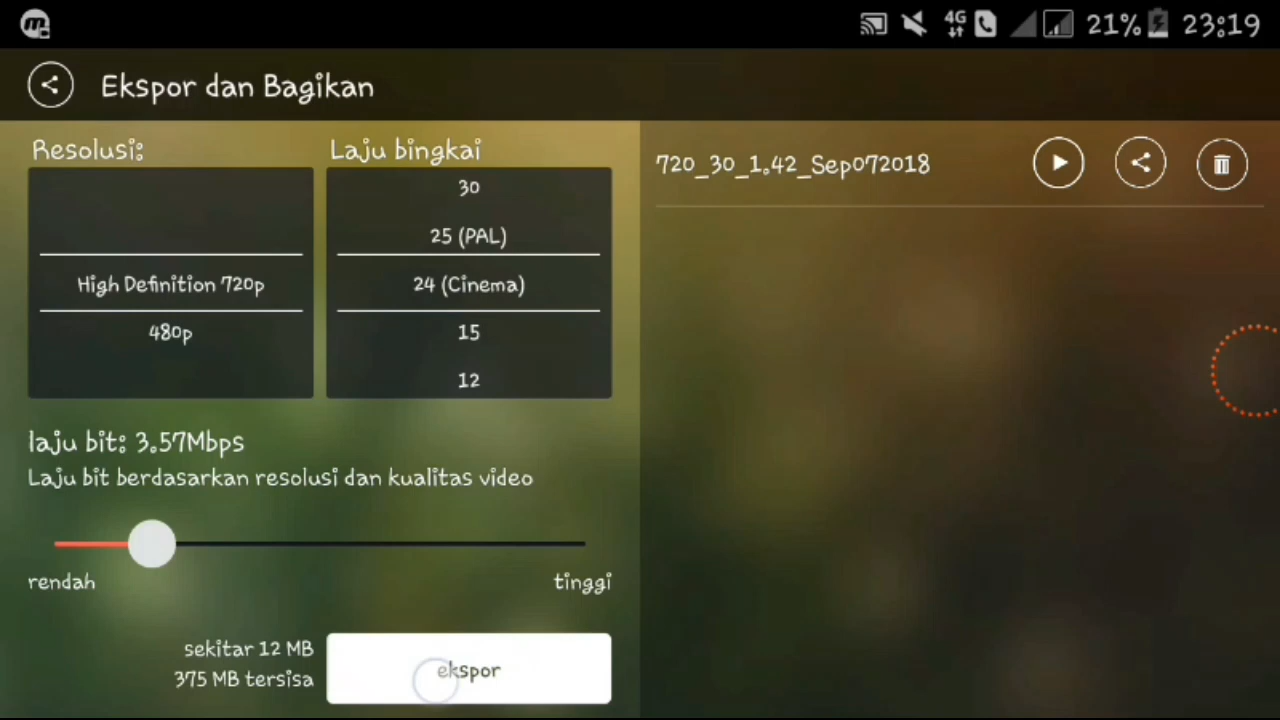 4G 21% 23:19
Ekspor dan Bagikan
Resolusi:
High Definition 720p
480p
Laju bingkai
30
25 (PAL)
24 (Cinema)
15
12
laju bit: 3.57Mbps
Laju bit berdasarkan resolusi dan kualitas video
rendah tinggi
sekitar 12 MB
375 MB tersisa
ekspor
720_30_1.42_Sep072018